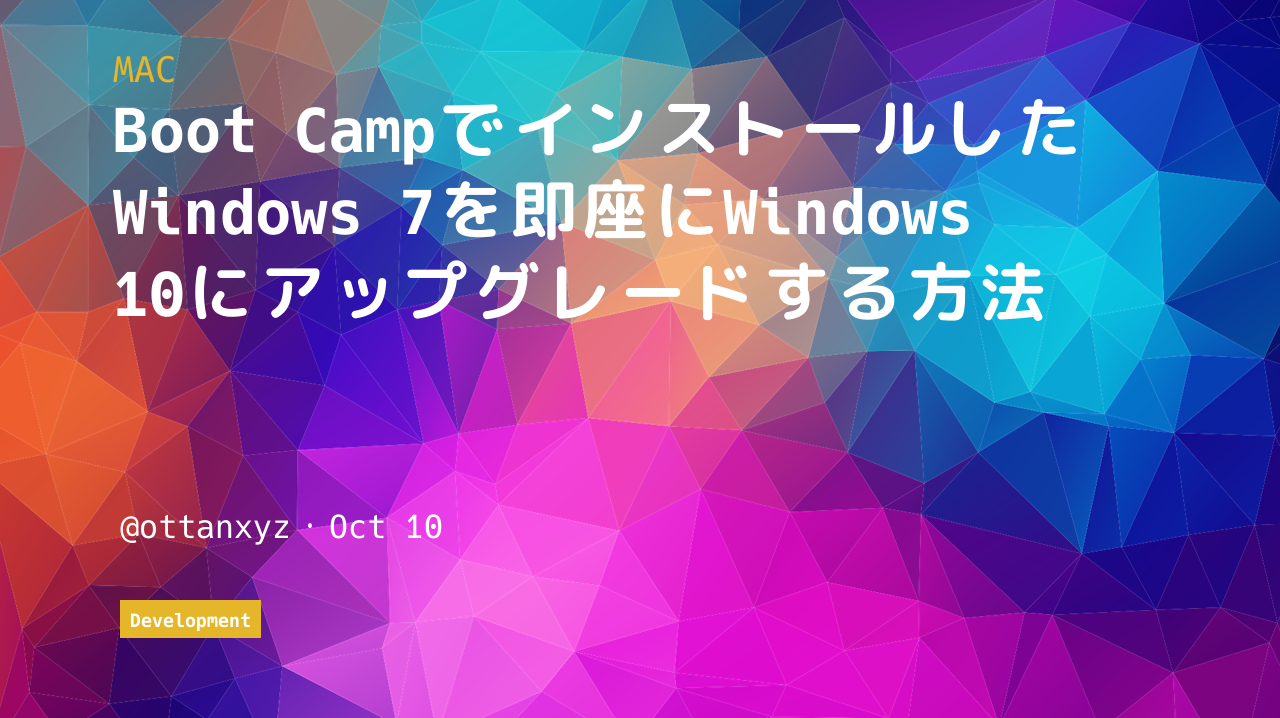 MAC
Boot Campでインストールした
Windows 7を即座にWindows
10にアップグレードする方法
@ottanxyz・Oct 10
Development